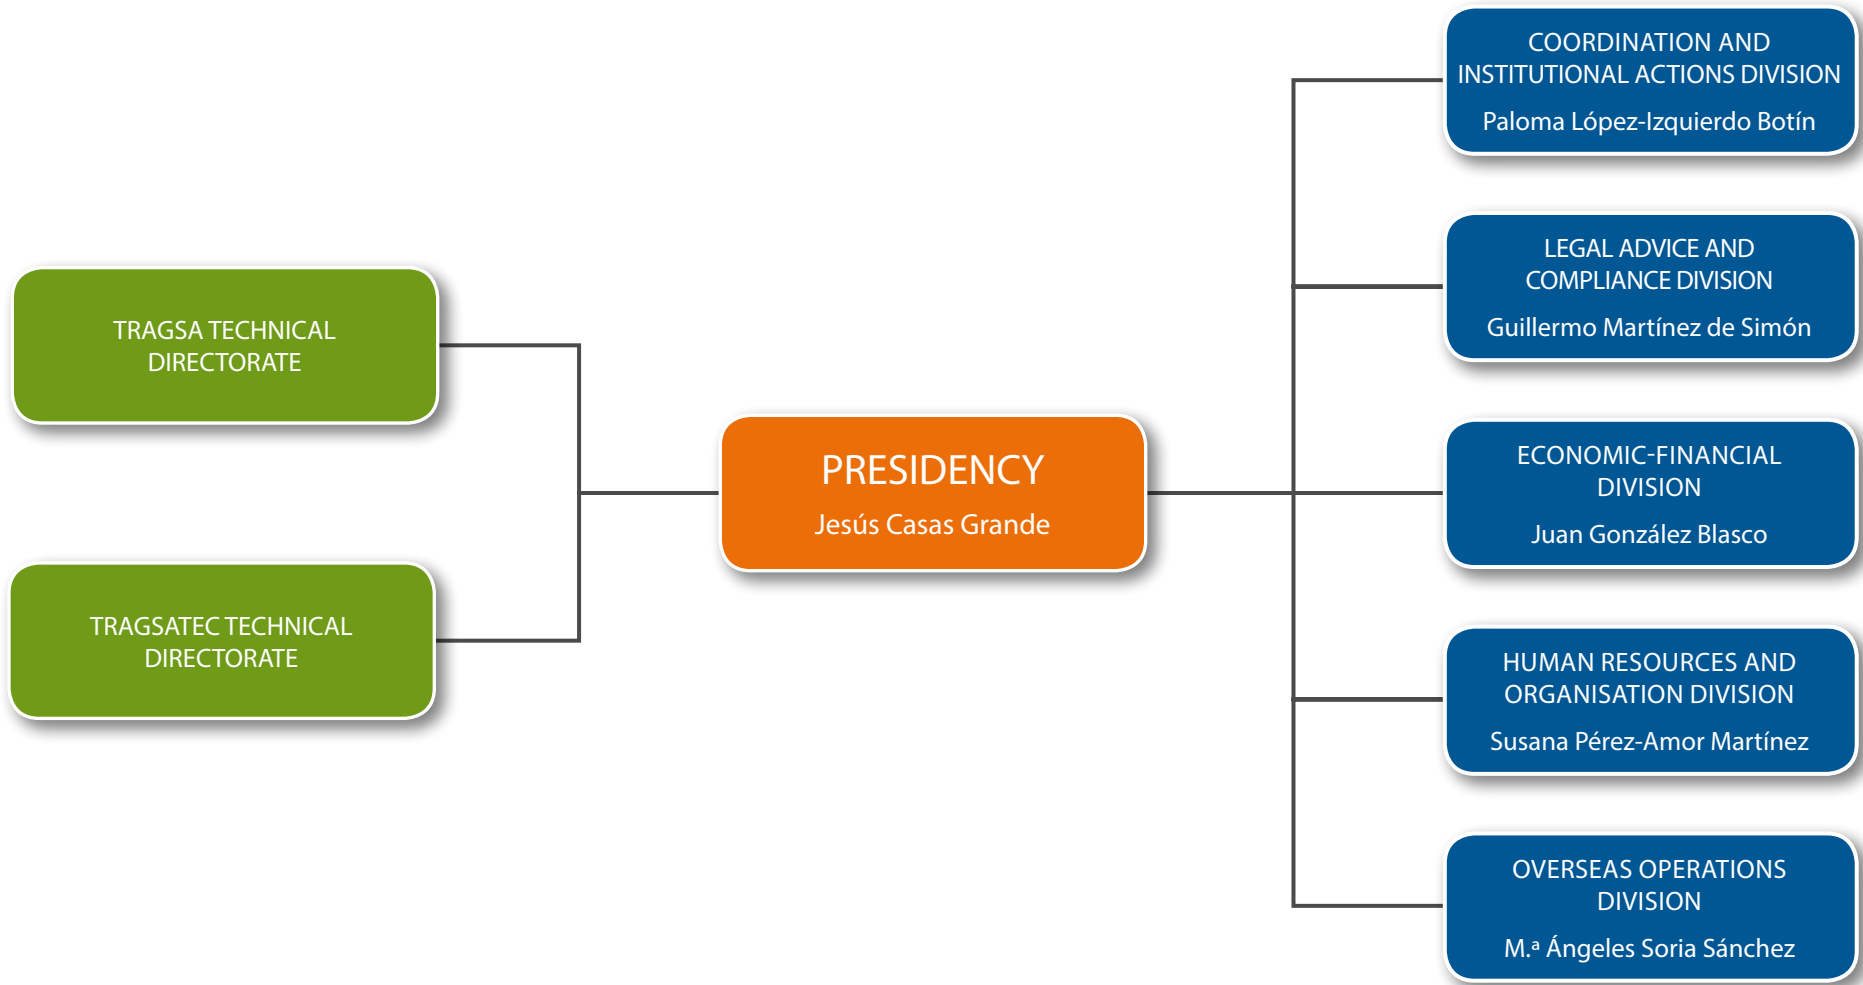 TRAGSA TECHNICAL
DIRECTORATE
TRAGSATEC TECHNICAL
DIRECTORATE
PRESIDENCY
Jesús Casas Grande
COORDINATION AND
INSTITUTIONAL ACTIONS DIVISION
Paloma López-Izquierdo Botín
LEGAL ADVICE AND
COMPLIANCE DIVISION
Guillermo Martínez de Simón
ECONOMIC-FINANCIAL
DIVISION
Juan González Blasco
HUMAN RESOURCES AND
ORGANISATION DIVISION
Susana Pérez-Amor Martínez
OVERSEAS OPERATIONS
DIVISION
M.ª Ángeles Soria Sánchez